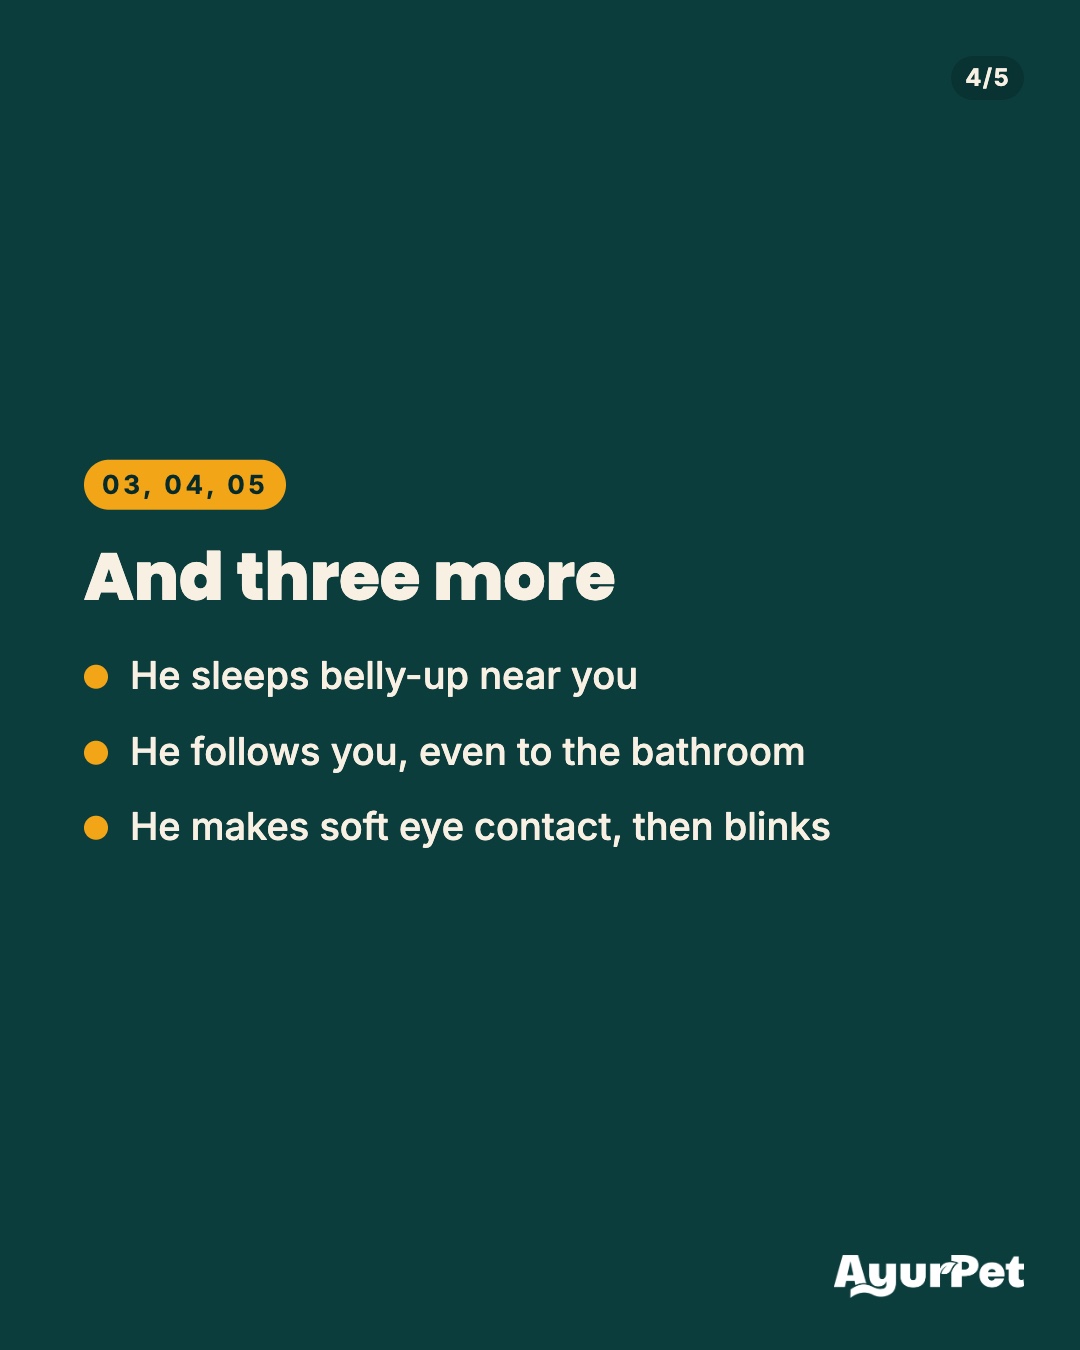 4/5
03, 04, 05
And three more
He sleeps belly-up near you
He follows you, even to the bathroom
He makes soft eye contact, then blinks
AyurPet